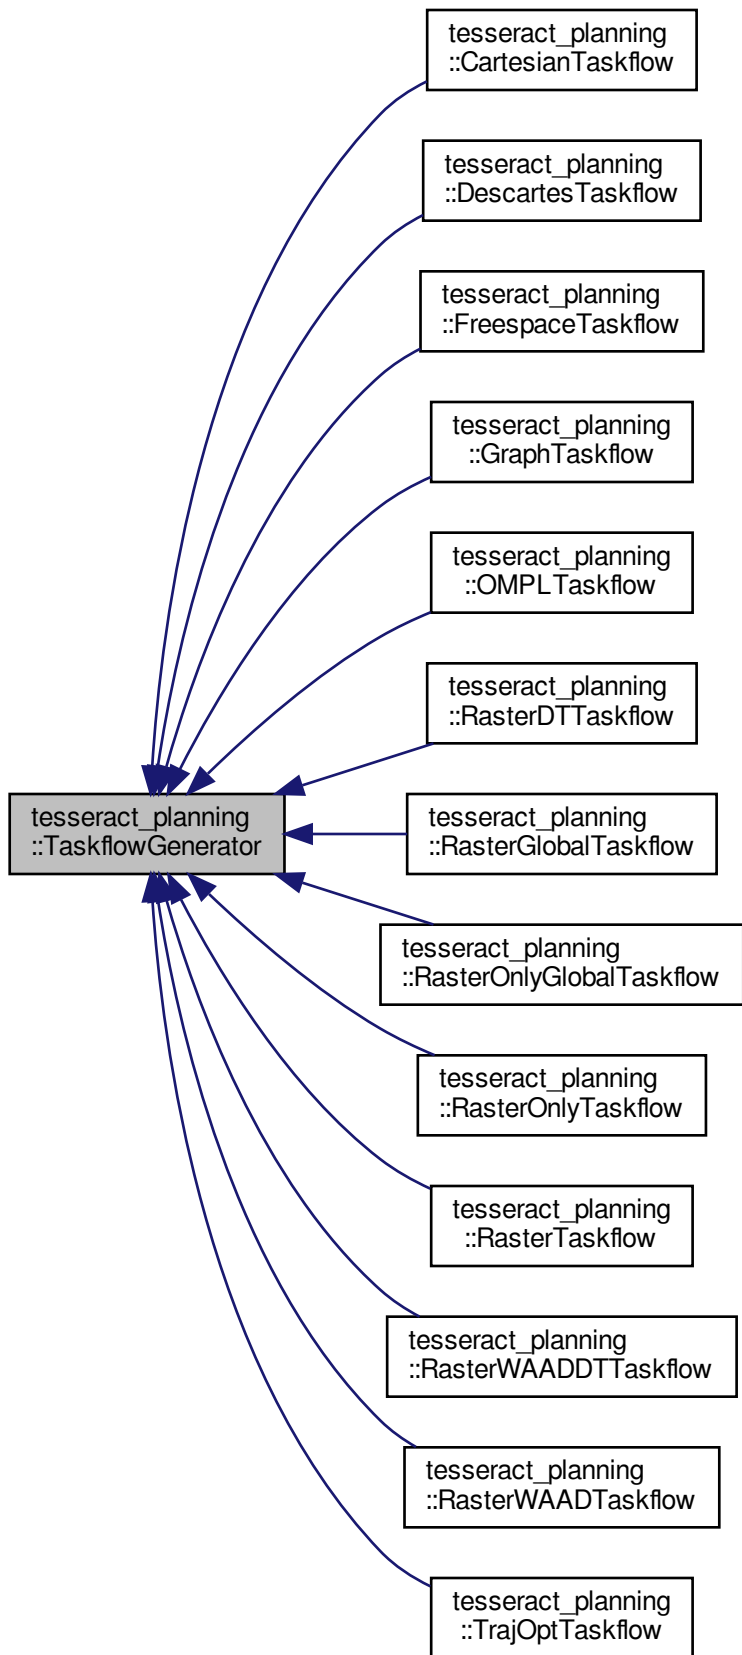 tesseract_planning
::CartesianTaskflow
tesseract_planning
::DescartesTaskflow
tesseract_planning
::FreespaceTaskflow
tesseract_planning
::GraphTaskflow
tesseract_planning
::OMPLTaskflow
tesseract_planning
::RasterDTTaskflow
tesseract_planning
::TaskflowGenerator
tesseract_planning
::RasterGlobalTaskflow
tesseract_planning
::RasterOnlyGlobalTaskflow
tesseract_planning
::RasterOnlyTaskflow
tesseract_planning
::RasterTaskflow
tesseract_planning
::RasterWAADDTTaskflow
tesseract_planning
::RasterWAADTaskflow
tesseract_planning
::TrajOptTaskflow